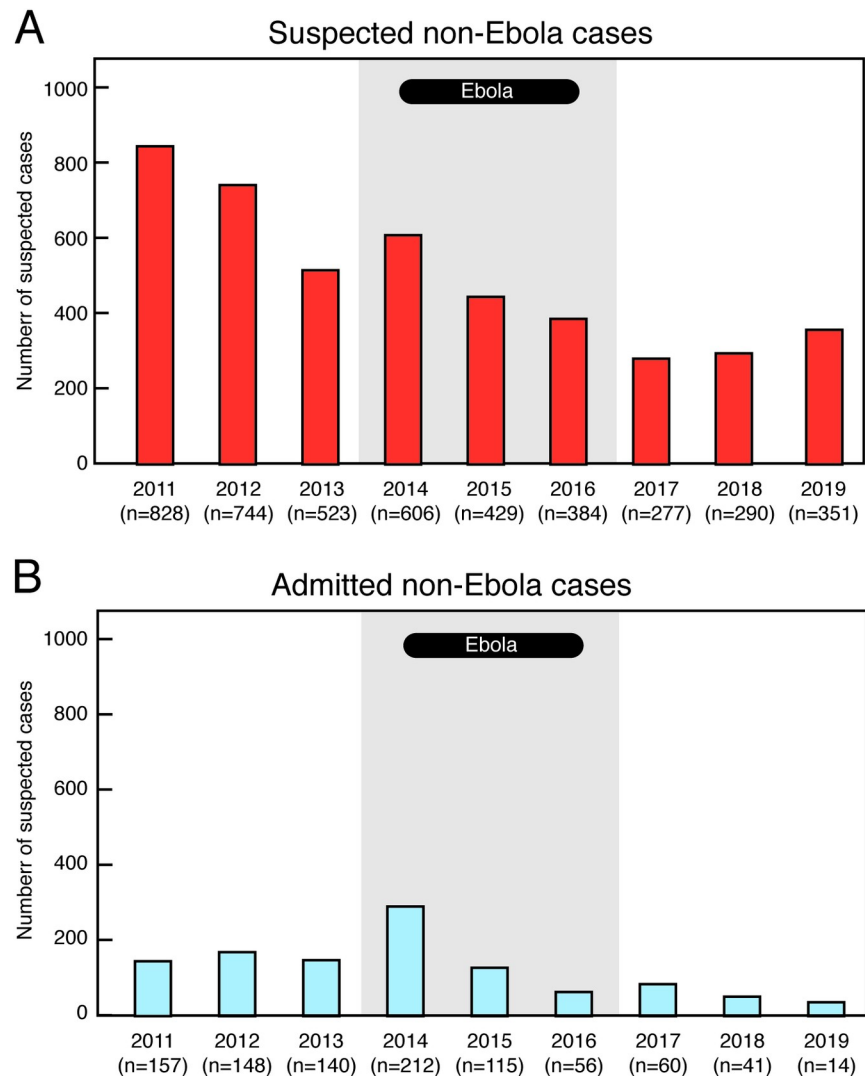 A
Suspected non-Ebola cases
Ebola
Numberr of suspected cases
1000
800
600
400
200
0
2011 2012 2013 2014 2015 2016 2017 2018 2019
(n=828) (n=744) (n=523) (n=606) (n=429) (n=384) (n=277) (n=290) (n=351)
B
Admitted non-Ebola cases
Ebola
Numberr of suspected cases
1000
800
600
400
200
0
2011 2012 2013 2014 2015 2016 2017 2018 2019
(n=157) (n=148) (n=140) (n=212) (n=115) (n=56) (n=60) (n=41) (n=14)